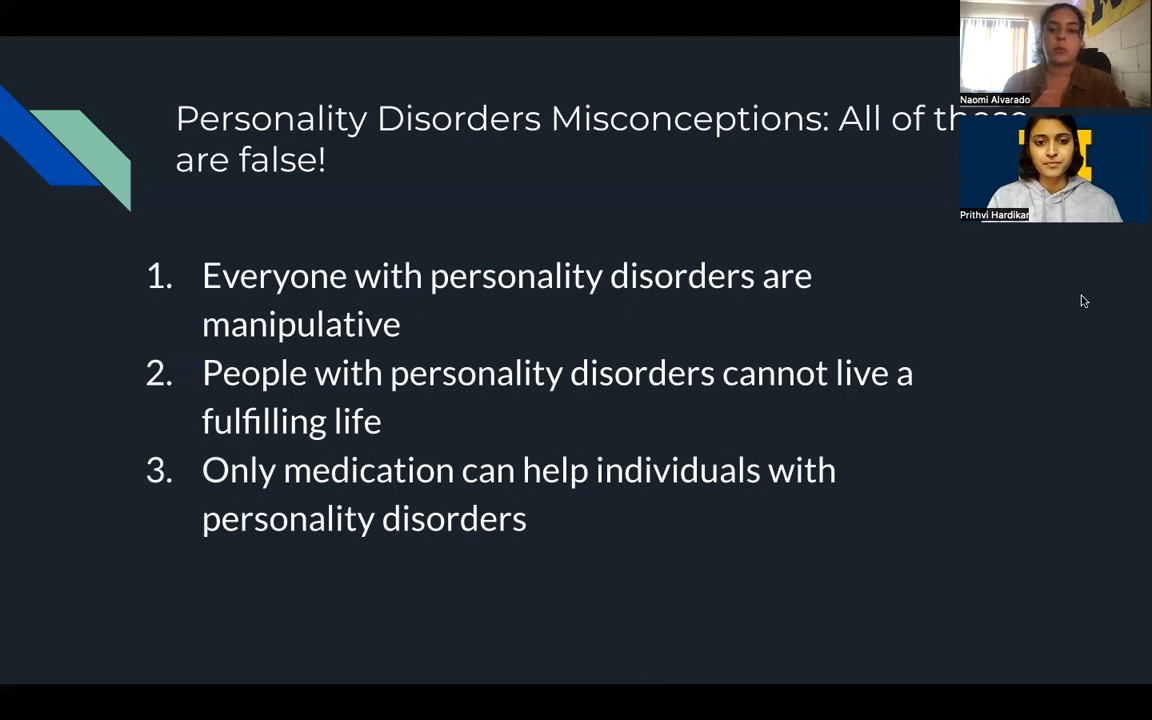 Personality Disorders Misconceptions: All of these
are false!
1. Everyone with personality disorders are
manipulative
2. People with personality disorders cannot live a
fulfilling life
3. Only medication can help individuals with
personality disorders
Naomi Alvarado
Prithvi Hardikar